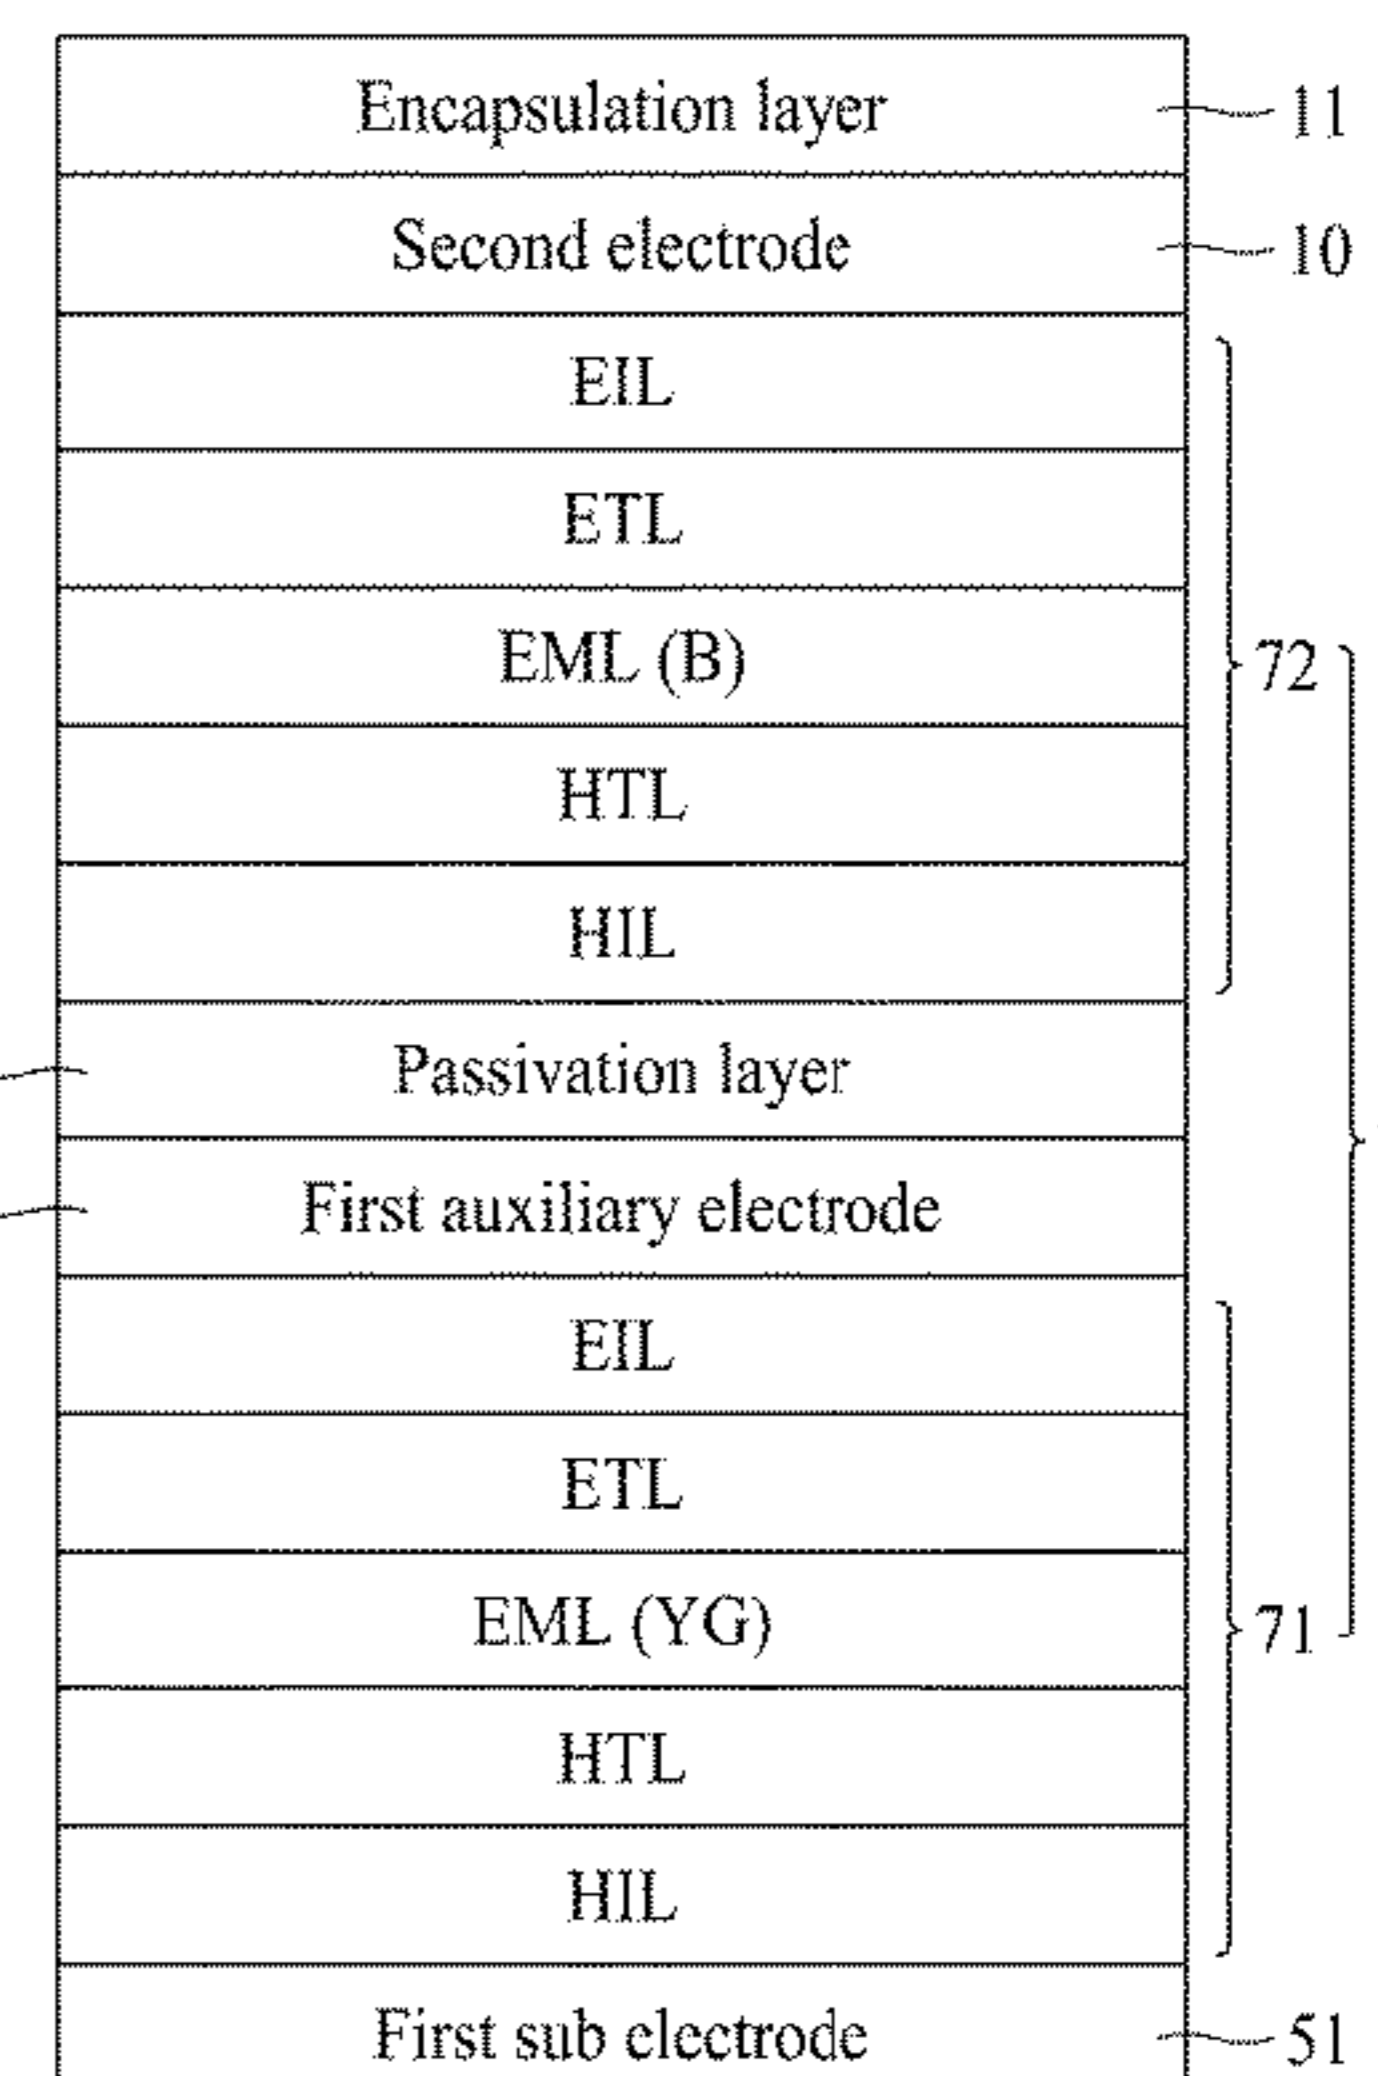 Encapsulation layer 11
Second electrode 10
EIL
ETL
EML (B) 72
HTL
HIL
Passivation layer
First auxiliary electrode
EIL
ETL
EML (YG) 71
HTL
HIL
First sub electrode 51